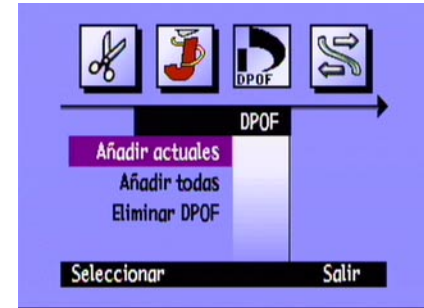 DPOF
DPOF
Añadir actuales
Añadir todas
Eliminar DPOF
Seleccionar Salir